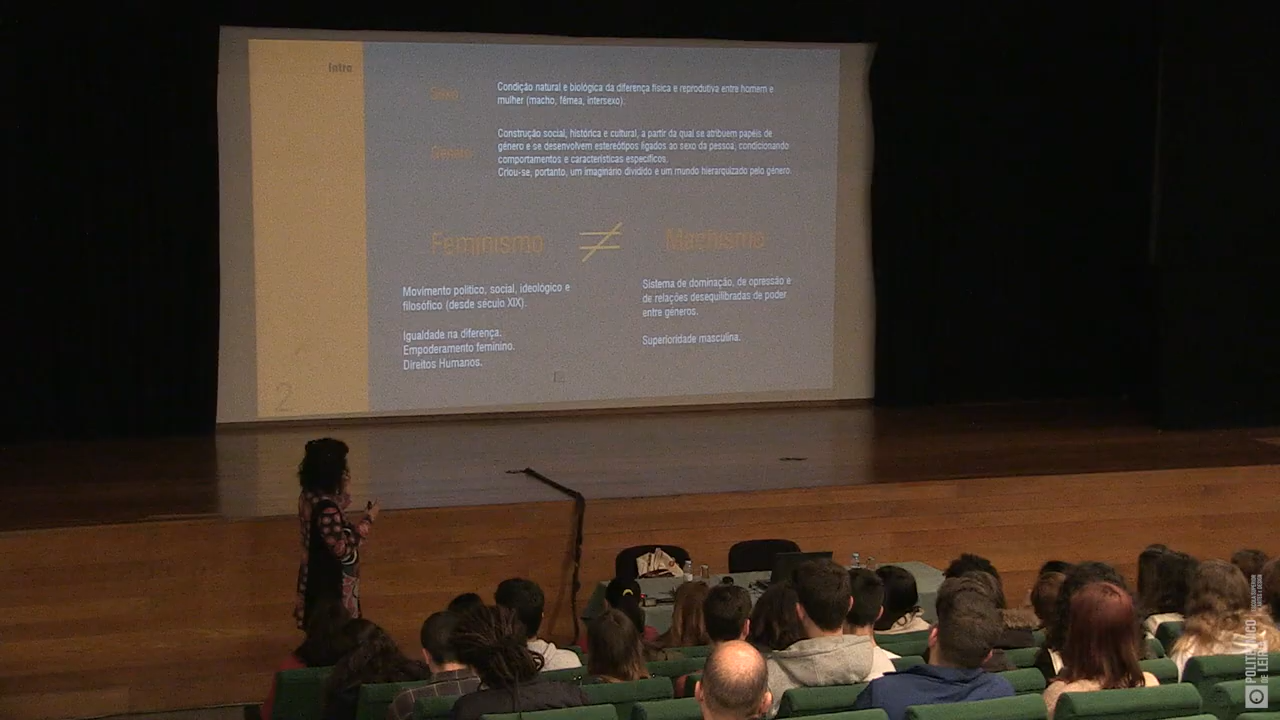 Intro
Sexo
Condição natural e biológica da diferença física e reprodutiva entre homem e
mulher (macho, fêmea, intersexo).
Género
Construção social, histórica e cultural, a partir da qual se atribuem papéis de
género e se desenvolvem estereótipos ligados ao sexo da pessoa, condicionando
comportamentos e características específicos.
Criou-se, portanto, um imaginário dividido e um mundo hierarquizado pelo género.
Feminismo ≠ Machismo
Movimento político, social, ideológico e
filosófico (desde século XIX).
Igualdade na diferença.
Empoderamento feminino.
Direitos Humanos.
Sistema de dominação, de opressão e
de relações desequilibradas de poder
entre géneros.
Superioridade masculina.
2
POLITÉCNICO
DE LEIRIA